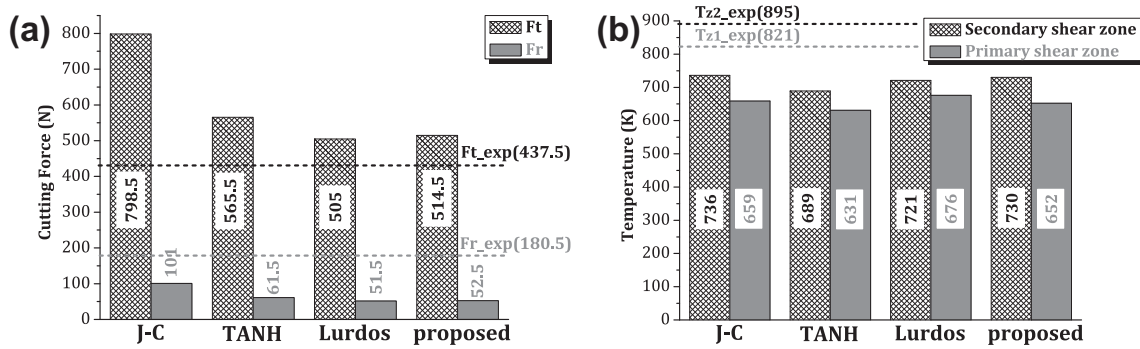 (a)
Cutting Force (N)
800
700
600
500
400
300
200
100
0
Ft
Fr
Ft_exp(437.5)
Fr_exp(180.5)
798.5
101
565.5
61.5
505
51.5
514.5
52.5
J-C
TANH
Lurdos
proposed
(b)
Temperature (K)
900
800
700
600
500
400
300
200
100
0
Tz2_exp(895)
Tz1_exp(821)
Secondary shear zone
Primary shear zone
736
659
689
631
721
676
730
652
J-C
TANH
Lurdos
proposed